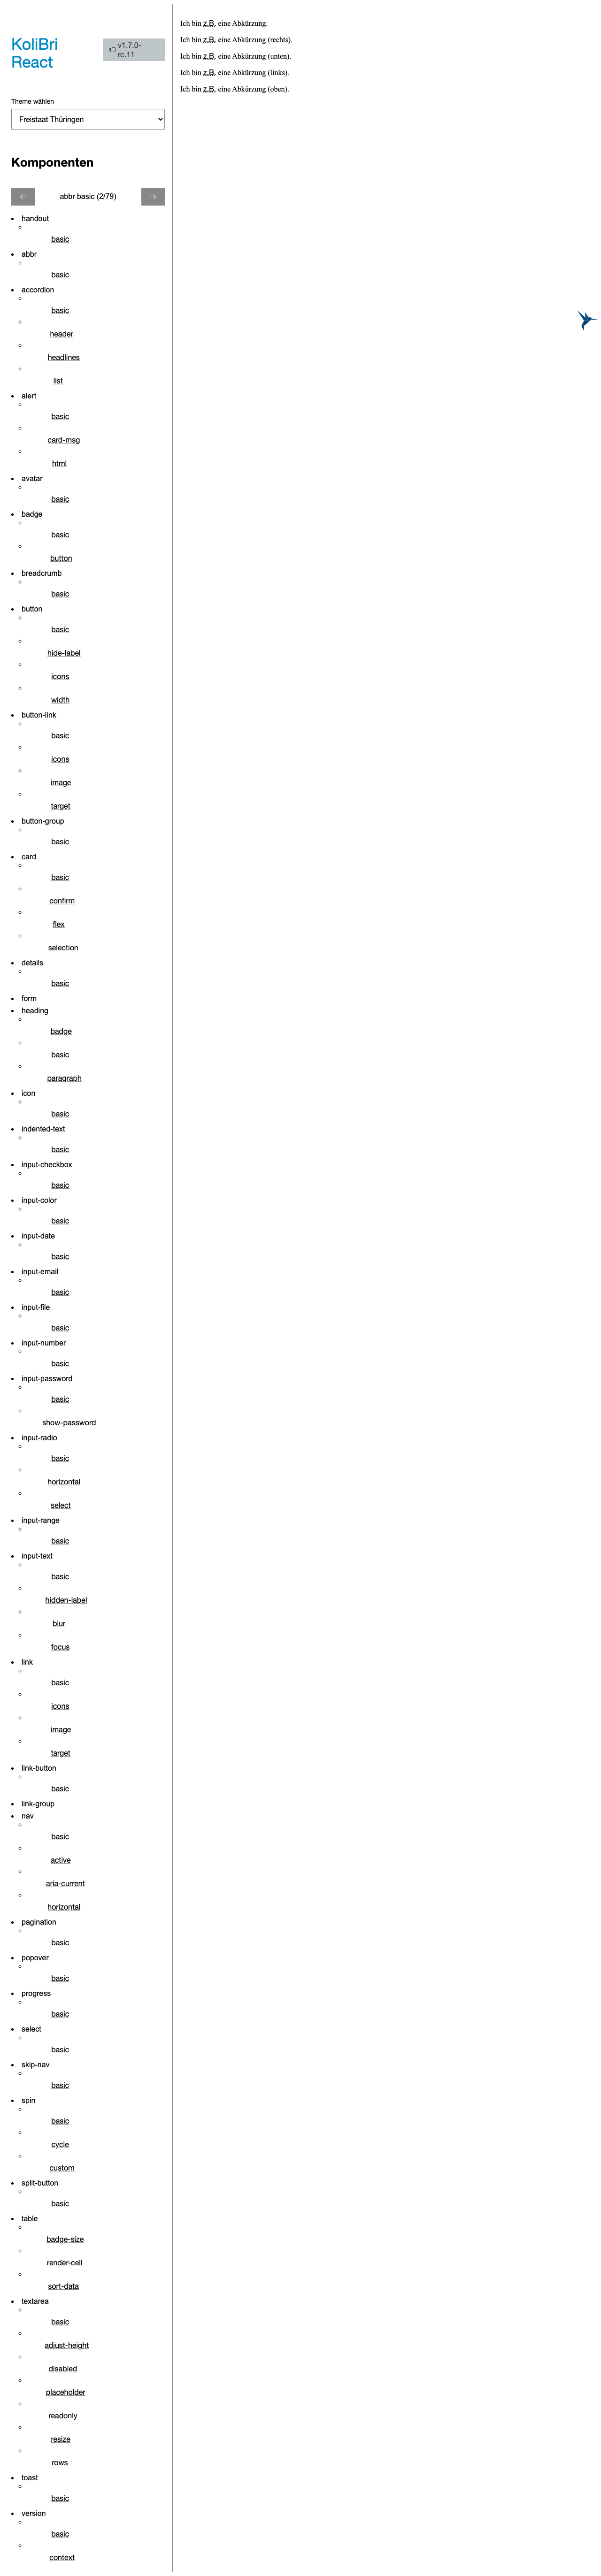 KoliBri
React
v1.7.0-
rc.11
Theme wählen
Freistaat Thüringen
Komponenten
abbr basic (2/79)
handout
basic
abbr
basic
accordion
basic
header
headlines
list
alert
basic
card-msg
html
avatar
basic
badge
basic
button
breadcrumb
basic
button
basic
hide-label
icons
width
button-link
basic
icons
image
target
button-group
basic
card
basic
confirm
flex
selection
details
basic
form
heading
badge
basic
paragraph
icon
basic
indented-text
basic
input-checkbox
basic
input-color
basic
input-date
basic
input-email
basic
input-file
basic
input-number
basic
input-password
basic
show-password
input-radio
basic
horizontal
select
input-range
basic
input-text
basic
hidden-label
blur
focus
link
basic
icons
image
target
link-button
basic
link-group
nav
basic
active
aria-current
horizontal
pagination
basic
popover
basic
progress
basic
select
basic
skip-nav
basic
spin
basic
cycle
custom
split-button
basic
table
badge-size
render-cell
sort-data
textarea
basic
adjust-height
disabled
placeholder
readonly
resize
rows
toast
basic
version
basic
context
Ich bin z.B. eine Abkürzung.
Ich bin z.B. eine Abkürzung (rechts).
Ich bin z.B. eine Abkürzung (unten).
Ich bin z.B. eine Abkürzung (links).
Ich bin z.B. eine Abkürzung (oben).